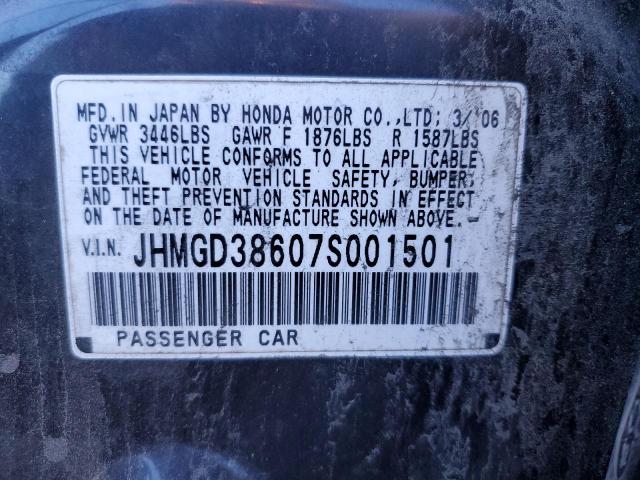 MFD. IN JAPAN BY HONDA MOTOR CO., LTD; 3/'06
GVWR 3446LBS GAWR F 1876LBS R 1587LBS
THIS VEHICLE CONFORMS TO ALL APPLICABLE
FEDERAL MOTOR VEHICLE SAFETY, BUMPER,
AND THEFT PREVENTION STANDARDS IN EFFECT
ON THE DATE OF MANUFACTURE SHOWN ABOVE.
V.I.N. JHMGD38607S001501
PASSENGER CAR